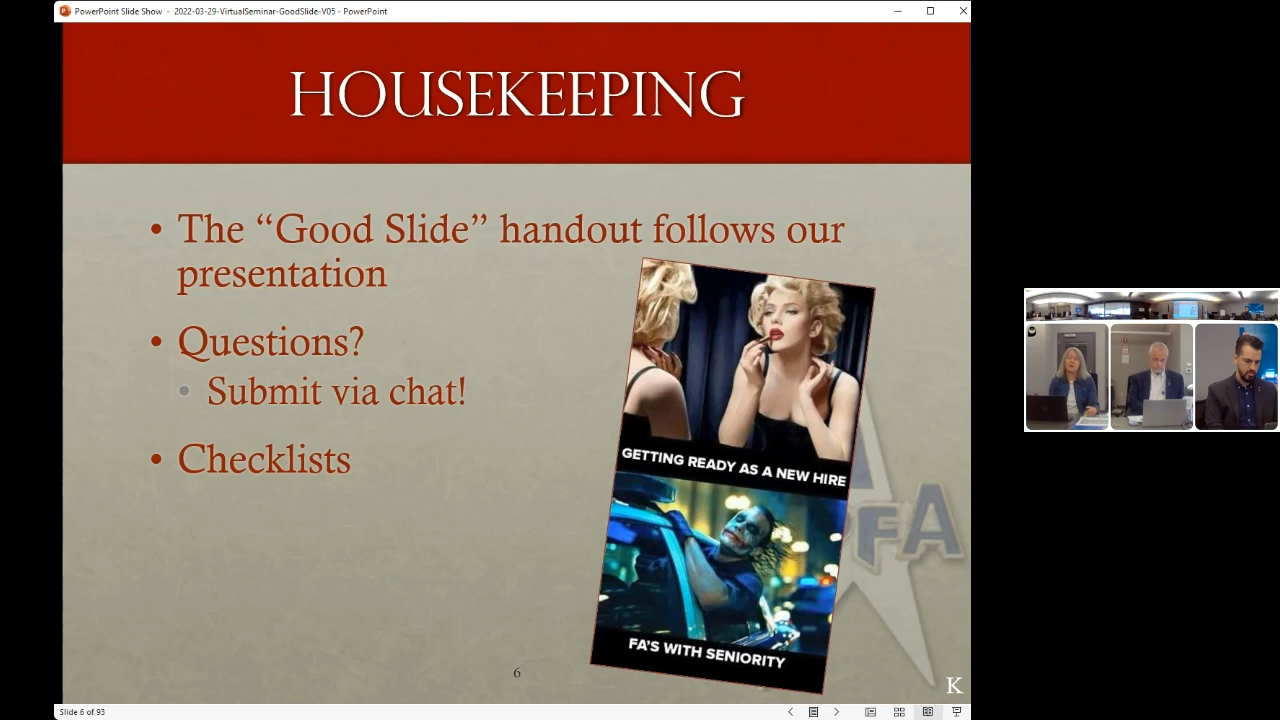 PowerPoint Slide Show - 2022-03-29-VirtualSeminar-GoodSlide-V05 - PowerPoint
HOUSEKEEPING
• The “Good Slide” handout follows our
presentation
• Questions?
• Submit via chat!
• Checklists
GETTING READY AS A NEW HIRE
FA'S WITH SENIORITY
FA
6
K
Slide 6 of 93